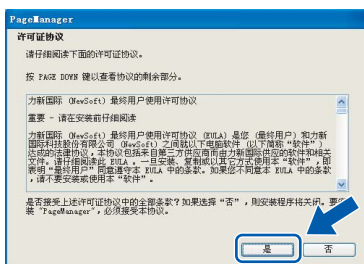 PageManager
许可证协议
请仔细阅读下面的许可证协议。
按 PAGE DOWN 键以查看协议的剩余部分。
力新国际 (NewSoft) 最终用户使用许可协议
重要 - 请在安装前仔细阅读
力新国际 (NewSoft) 最终用户使用许可协议 (EULA) 是您 (最终用户) 和力新
国际科技股份有限公司 (NewSoft) 之间就以下电脑软件 (以下简称“软件”)
达成的法律协议，本协议包括来自第三方供应商而由力新国际供应的软件和相关
文件。请仔细阅读此 EULA 。一旦安装、复制或以其它方式使用本“软件”，即
表明“最终用户”同意遵守本 EULA 中的条款。如果您不同意本 EULA 中的条款
，请不要安装或使用本“软件”。
是否接受上述许可证协议中的全部条款？如果选择“否”，则安装程序将关闭。要安
装“PageManager”，必须接受本协议。
是
否